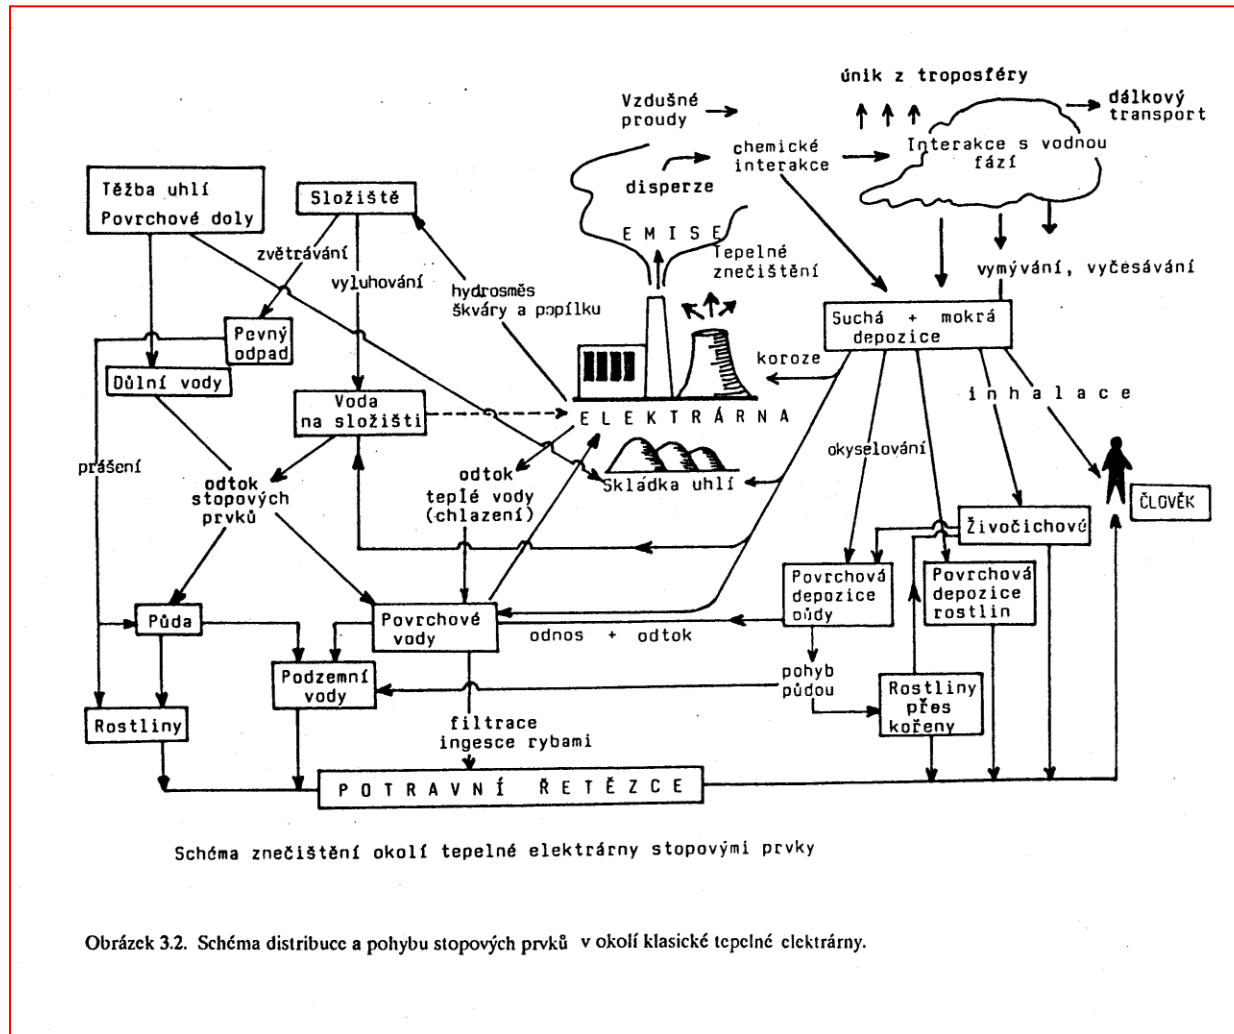 únik z troposféry
Vzdušné
proudy
dálkový
transport
chemické
interakce
Interakce s vodnou
fází
disperze
Těžba uhlí
Povrchové doly
Složiště
EMISE
Tepelné
znečištění
zvětrávání
vyluhování
hydrosměs
škváry a popílku
vymývání, vyčesávání
Suchá + mokrá
depozice
Pevný
odpad
koroze
Důlní vody
Voda
na složišti
ELEKTRÁRNA
inhalace
prášení
okyselování
odtok
stopových
prvků
odtok
teplé vody
(chlazení)
Skládka uhlí
ČLOVĚK
Živočichové
Povrchová
depozice
půdy
Povrchová
depozice
rostlin
Půda
Povrchové
vody
odnos + odtok
Podzemní
vody
pohyb
půdou
Rostliny
přes
kořeny
Rostliny
filtrace
ingesce rybami
POTRAVNÍ ŘETĚZCE
Schéma znečištění okolí tepelné elektrárny stopovými prvky
Obrázek 3.2. Schéma distribuce a pohybu stopových prvků v okolí klasické tepelné elektrárny.